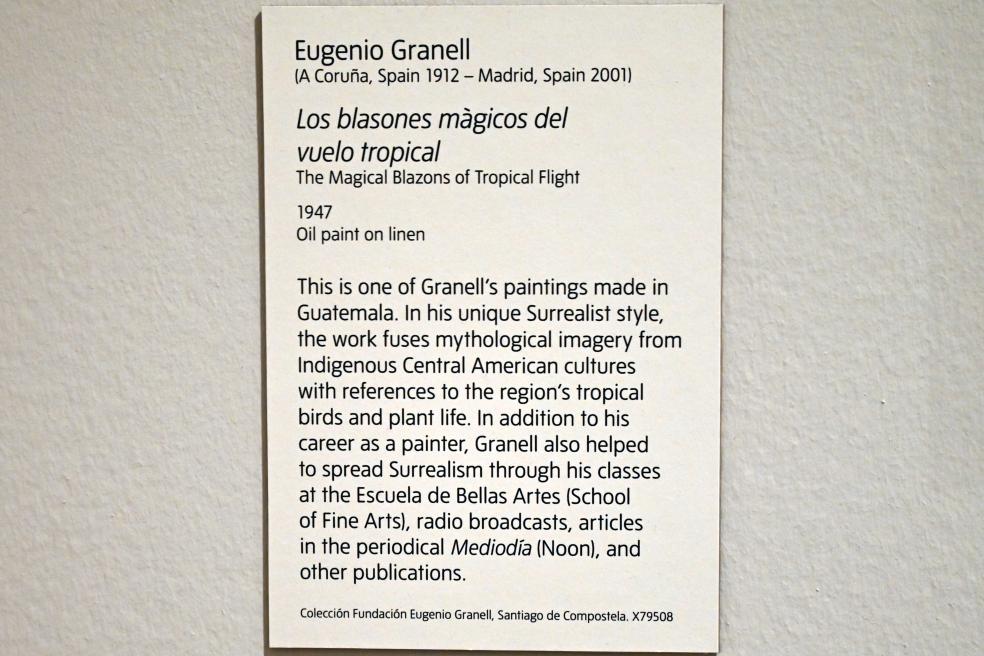 Eugenio Granell
(A Coruña, Spain 1912 – Madrid, Spain 2001)
Los blasones màgicos del
vuelo tropical
The Magical Blazons of Tropical Flight
1947
Oil paint on linen
This is one of Granell's paintings made in
Guatemala. In his unique Surrealist style,
the work fuses mythological imagery from
Indigenous Central American cultures
with references to the region's tropical
birds and plant life. In addition to his
career as a painter, Granell also helped
to spread Surrealism through his classes
at the Escuela de Bellas Artes (School
of Fine Arts), radio broadcasts, articles
in the periodical Mediodía (Noon), and
other publications.
Colección Fundación Eugenio Granell, Santiago de Compostela. X79508